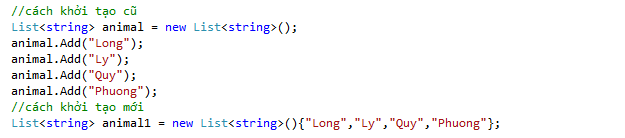 //cách khởi tạo cũ
List<string> animal = new List<string>();
animal.Add("Long");
animal.Add("Ly");
animal.Add("Quy");
animal.Add("Phuong");
//cách khởi tạo mới
List<string> animal1 = new List<string>(){"Long","Ly","Quy","Phuong"};